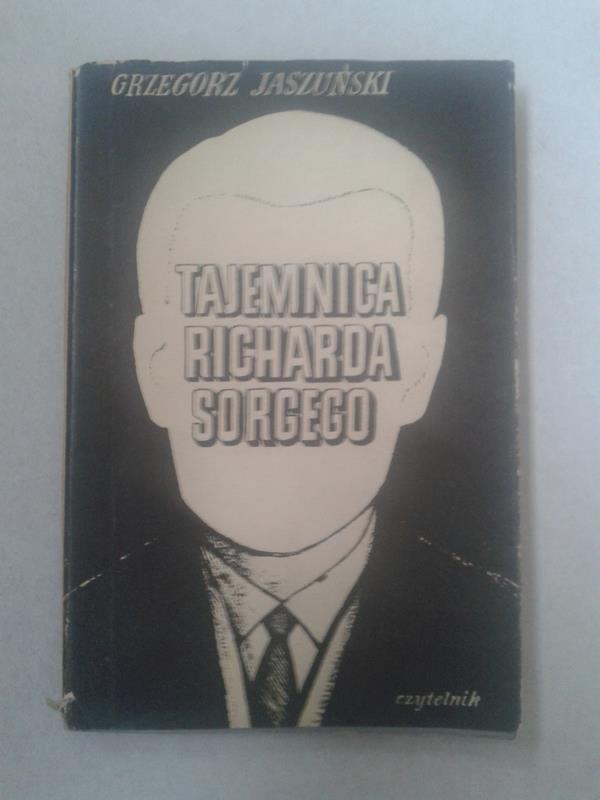 GRZEGORZ JASZUŃSKI
TAJEMNICA
RICHARDA
SORGEGO
czytelnik